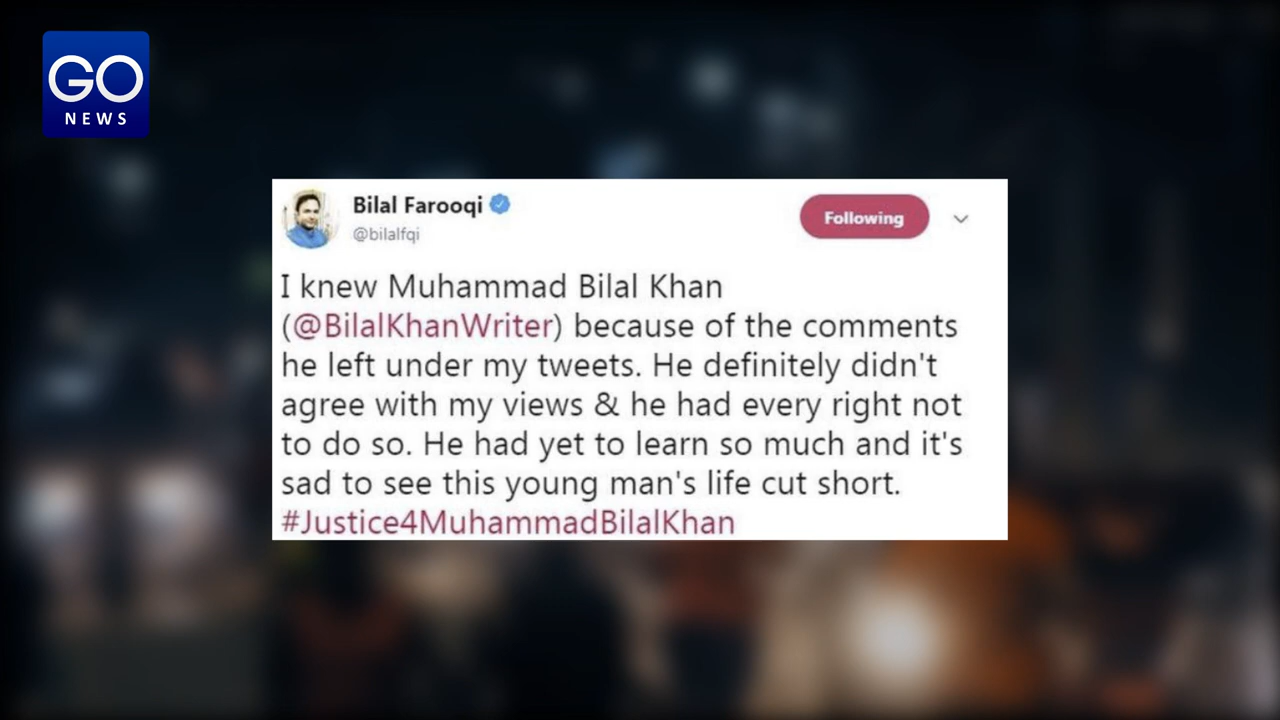 GO
NEWS
Bilal Farooqi
@bilalfqi
Following
I knew Muhammad Bilal Khan
(@BilalKhanWriter) because of the comments
he left under my tweets. He definitely didn't
agree with my views & he had every right not
to do so. He had yet to learn so much and it's
sad to see this young man's life cut short.
#Justice4MuhammadBilalKhan